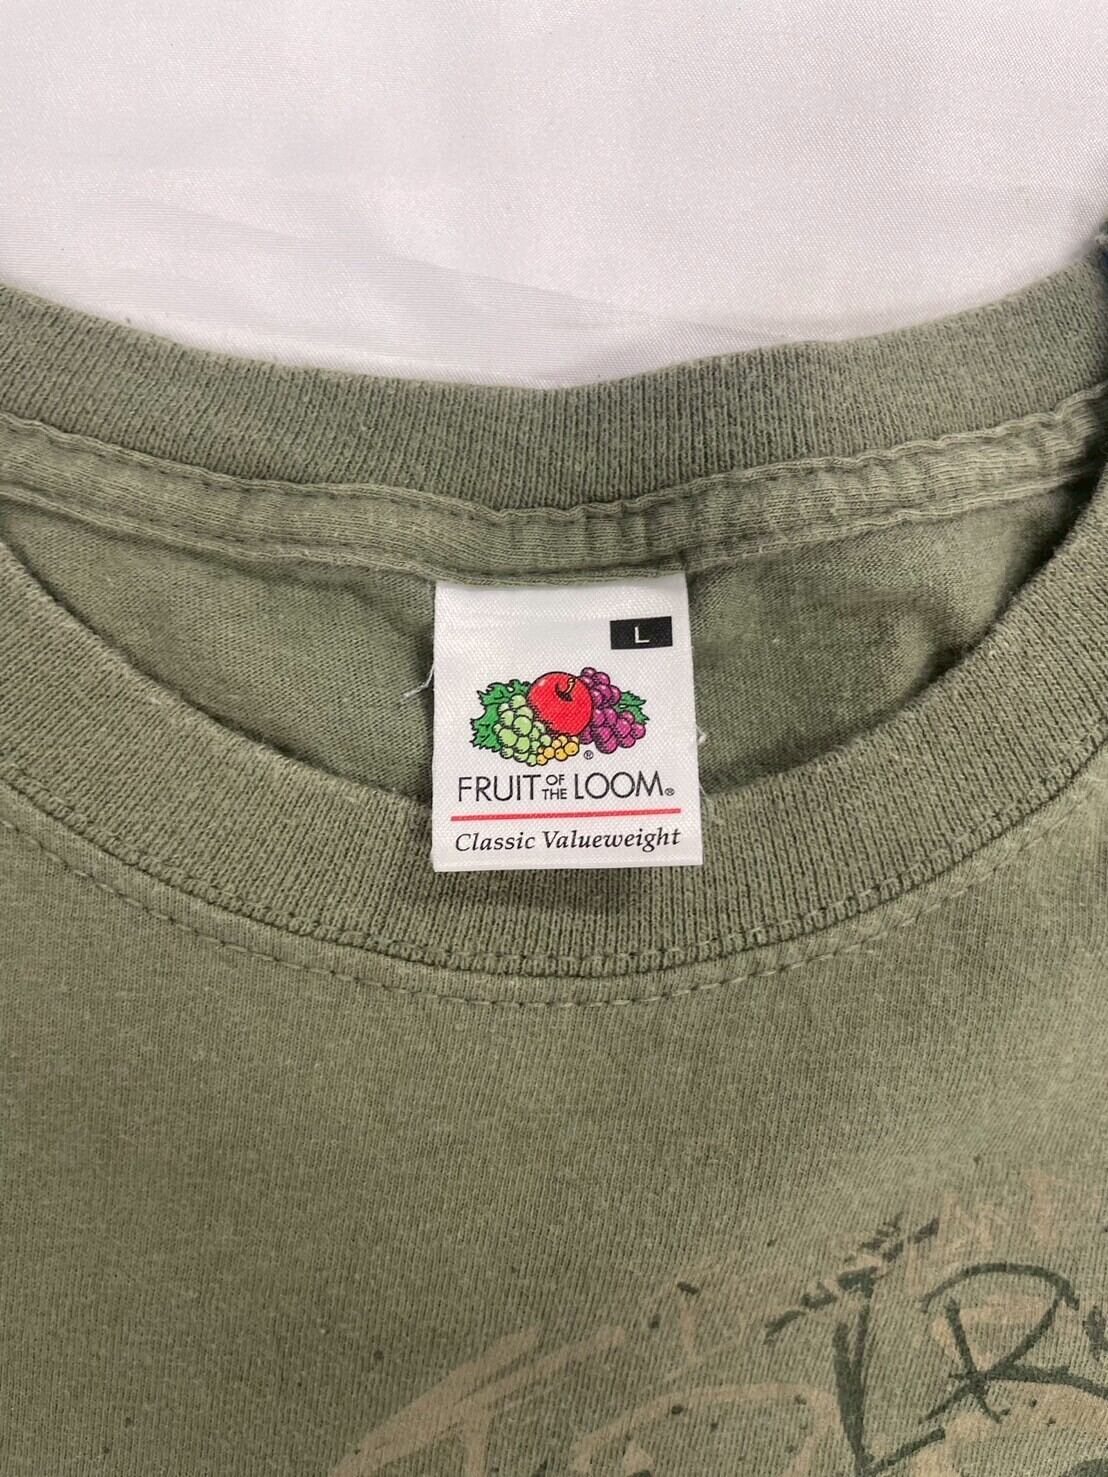 L
FRUIT OF THE LOOM®
Classic Valueweight